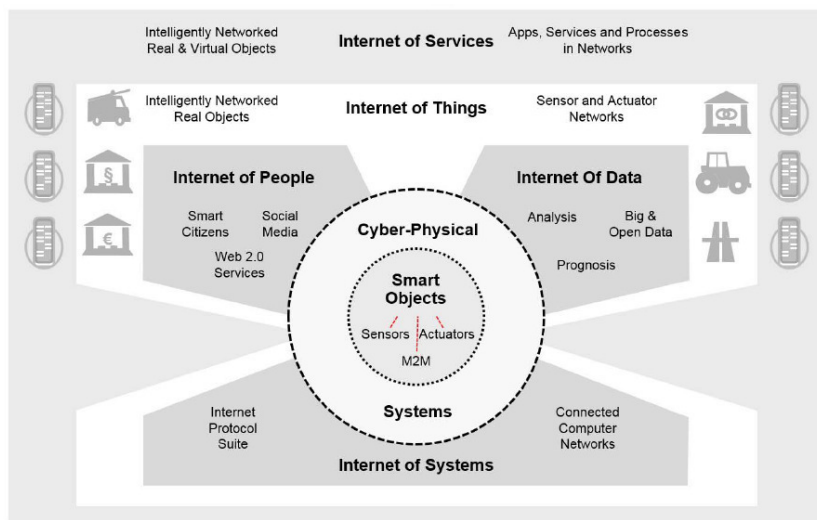 Intelligently Networked
Real & Virtual Objects
Internet of Services
Apps, Services and Processes
in Networks
Intelligently Networked
Real Objects
Internet of Things
Sensor and Actuator
Networks
Internet of People
Smart
Citizens
Social
Media
Web 2.0
Services
§
€
Internet Of Data
Analysis
Big &
Open Data
Prognosis
Cyber-Physical
Smart
Objects
Sensors
Actuators
M2M
Systems
Internet
Protocol
Suite
Connected
Computer
Networks
Internet of Systems